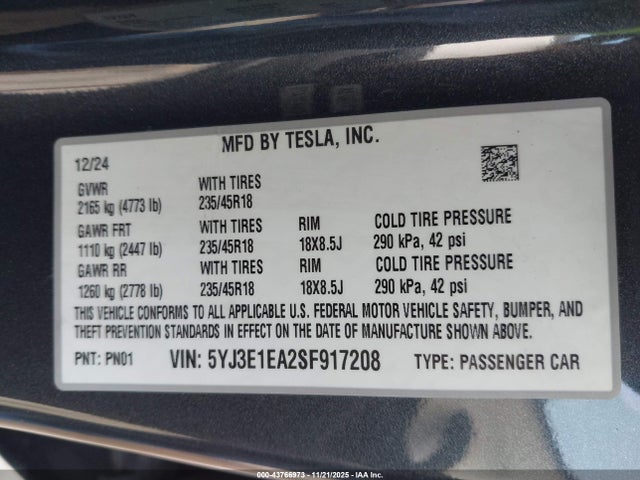 MFD BY TESLA, INC.
12/24
GVWR WITH TIRES
2165 kg (4773 lb) 235/45R18
GAWR FRT WITH TIRES RIM COLD TIRE PRESSURE
1110 kg (2447 lb) 235/45R18 18X8.5J 290 kPa, 42 psi
GAWR RR WITH TIRES RIM COLD TIRE PRESSURE
1260 kg (2778 lb) 235/45R18 18X8.5J 290 kPa, 42 psi
THIS VEHICLE CONFORMS TO ALL APPLICABLE U.S. FEDERAL MOTOR VEHICLE SAFETY, BUMPER, AND
THEFT PREVENTION STANDARDS IN EFFECT ON THE DATE OF MANUFACTURE SHOWN ABOVE.
PNT: PN01 VIN: 5YJ3E1EA2SF917208 TYPE: PASSENGER CAR
000-43766973 - 11/21/2025 - IAA Inc.